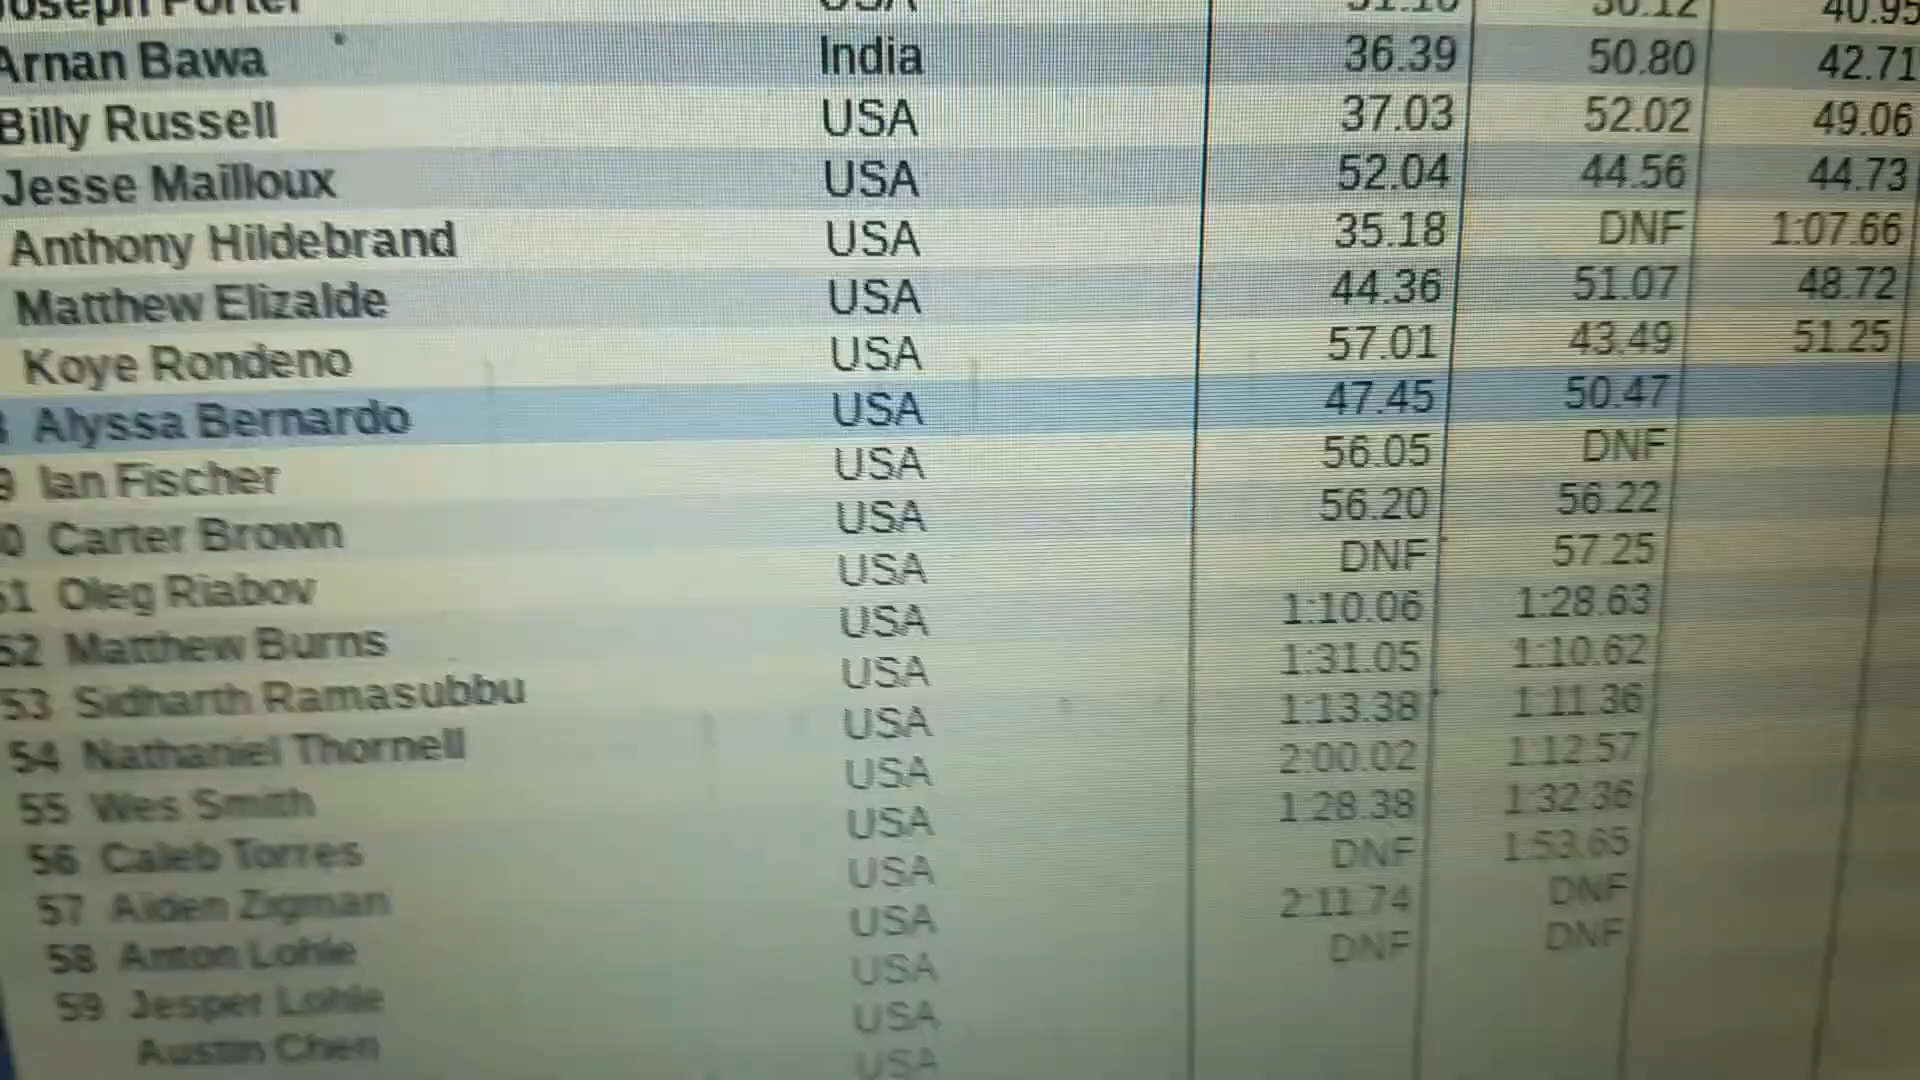 Joseph Porter USA 40.95
Arnan Bawa India 36.39 50.80 42.71
Billy Russell USA 37.03 52.02 49.06
Jesse Mailloux USA 52.04 44.56 44.73
Anthony Hildebrand USA 35.18 DNF 1:07.66
Matthew Elizalde USA 44.36 51.07 48.72
Koye Rondeno USA 57.01 43.49 51.25
Alyssa Bernardo USA 47.45 50.47
9 Ian Fischer USA 56.05 DNF
0 Carter Brown USA 56.20 56.22
51 Oleg Riabov USA DNF 57.25
52 Matthew Burns USA 1:10.06 1:28.63
53 Sidharth Ramasubbu USA 1:31.05 1:10.62
54 Nathaniel Thornell USA 1:13.38 1:11.36
55 Wes Smith USA 2:00.02 1:12.57
56 Caleb Torres USA 1:28.38 1:32.36
57 Aiden Zigman USA DNF 1:53.65
58 Anton Lohle USA 2:11.74 DNF
59 Jesper Lohle USA DNF DNF
Austin Chen USA